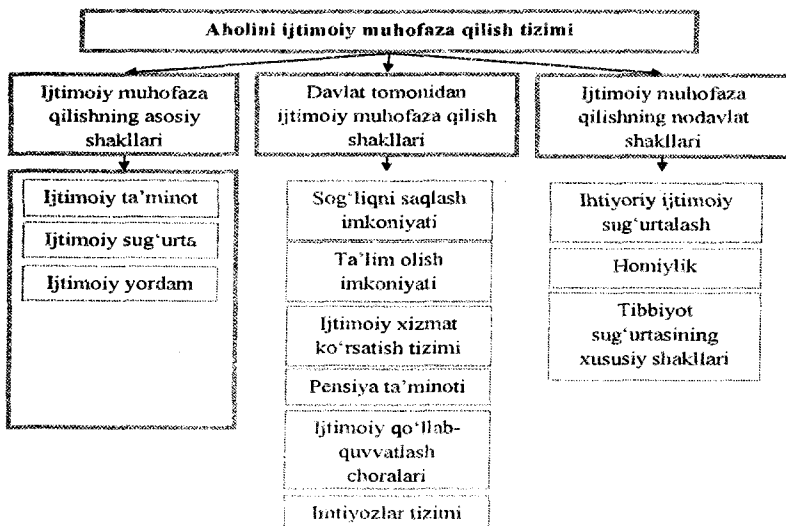 Aholini ijtimoiy muhofaza qilish tizimi
Ijtimoiy muhofaza
qilishning asosiy
shakllari
Ijtimoiy ta'minot
Ijtimoiy sug‘urta
Ijtimoiy yordam
Davlat tomonidan
ijtimoiy muhofaza qilish
shakllari
Sog‘liqni saqlash
imkoniyati
Ta'lim olish
imkoniyati
Ijtimoiy xizmat
ko‘rsatish tizimi
Pensiya ta'minoti
Ijtimoiy qo‘llab-
quvvatlash
choralari
Imtiyozlar tizimi
Ijtimoiy muhofaza
qilishning nodavlat
shakllari
Ihtiyoriy ijtimoiy
sug‘urtalash
Homiylik
Tibbiyot
sug‘urtasining
xususiy shakllari